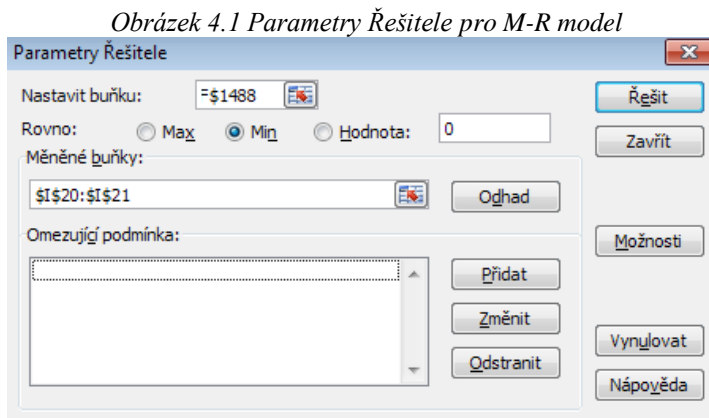 Obrázek 4.1 Parametry Řešitele pro M-R model
Parametry Řešitele
Nastavit buňku: =$1488 Řešit
Rovno: Max Min Hodnota: 0 Zavřít
Měněné buňky:
$I$20:$I$21 Odhad
Omezující podmínka: Možnosti
Přidat
Změnit
Vynulovat
Odstranit
Nápověda